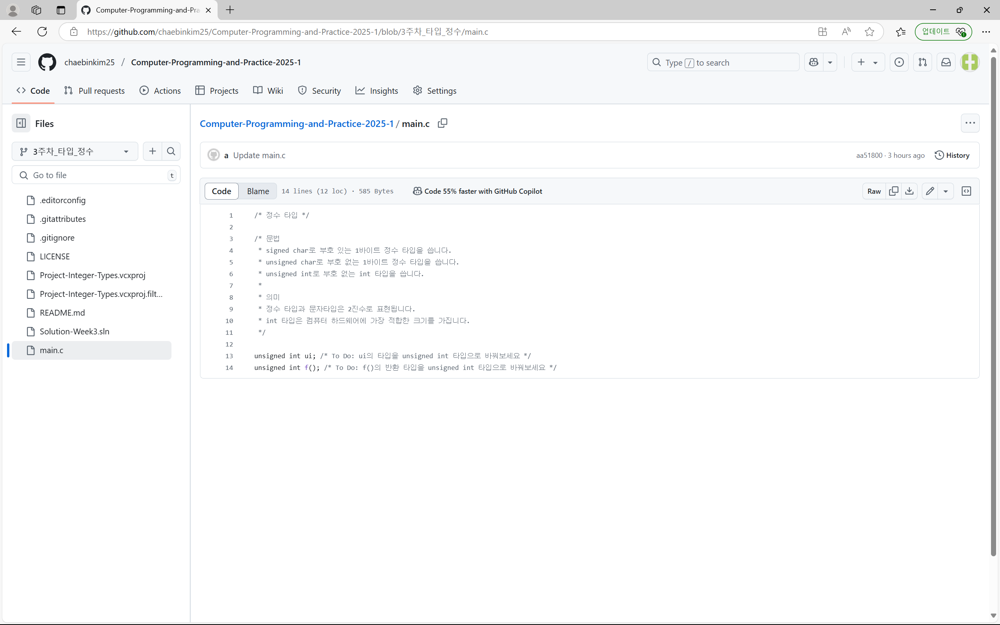 Computer-Programming-and-Pra
https://github.com/chaebinkim25/Computer-Programming-and-Practice-2025-1/blob/3주차_타입_정수/main.c
업데이트
chaebinkim25 / Computer-Programming-and-Practice-2025-1
Type / to search
Code Pull requests Actions Projects Wiki Security Insights Settings
Files
3주차_타입_정수
Go to file t
.editorconfig
.gitattributes
.gitignore
LICENSE
Project-Integer-Types.vcxproj
Project-Integer-Types.vcxproj.filt...
README.md
Solution-Week3.sln
main.c
Computer-Programming-and-Practice-2025-1 / main.c
a Update main.c
aa51800 · 3 hours ago History
Code Blame 14 lines (12 loc) · 585 Bytes Code 55% faster with GitHub Copilot Raw
1 /* 정수 타입 */
2
3 /* 문법
4 * signed char로 부호 있는 1바이트 정수 타입을 씁니다.
5 * unsigned char로 부호 없는 1바이트 정수 타입을 씁니다.
6 * unsigned int로 부호 없는 int 타입을 씁니다.
7 *
8 * 의미
9 * 정수 타입과 문자타입은 2진수로 표현됩니다.
10 * int 타입은 컴퓨터 하드웨어에 가장 적합한 크기를 가집니다.
11 */
12
13 unsigned int ui; /* To Do: ui의 타입을 unsigned int 타입으로 바꿔보세요 */
14 unsigned int f(); /* To Do: f()의 반환 타입을 unsigned int 타입으로 바꿔보세요 */